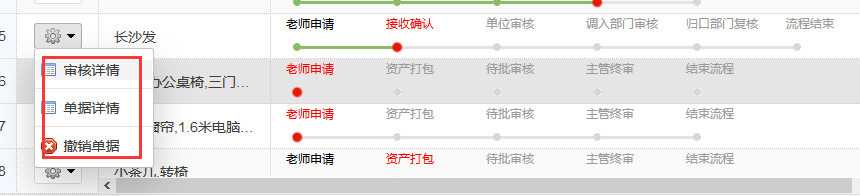 老师申请 接收确认 单位审核 调入部门审核 归口部门复核 流程结束
5 长沙发
审核详情
6 办公桌椅,三门... 老师申请 资产打包 待批审核 主管终审 结束流程
单据详情
7 窗帘,1.6米电脑... 老师申请 资产打包 待批审核 主管终审 结束流程
撤销单据
8 小茶几,转椅 老师申请 资产打包 待批审核 主管终审 结束流程